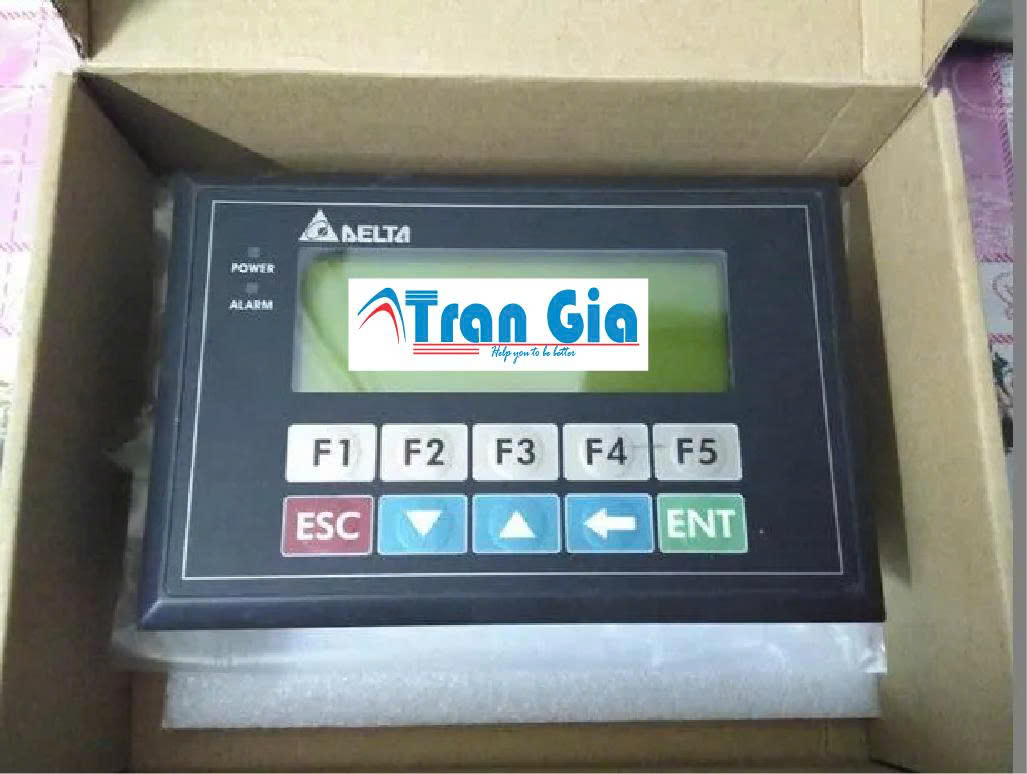 DELTA
POWER
ALARM
Tran Gia
Help you to be better
F1 F2 F3 F4 F5
ESC ENT